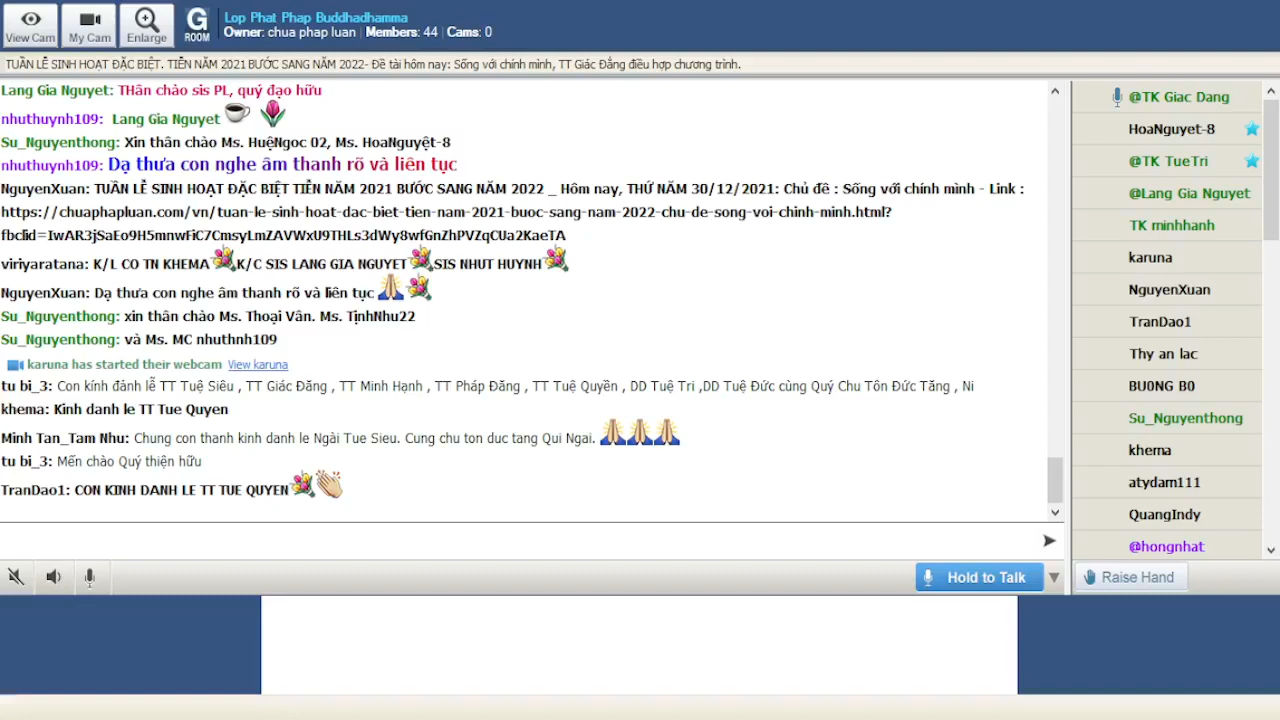 View Cam
My Cam
Enlarge
G ROOM
Lop Phat Phap Buddhadhamma
Owner: chua phap luan | Members: 44 | Cams: 0
TUẦN LỄ SINH HOẠT ĐẶC BIỆT. TIỄN NĂM 2021 BƯỚC SANG NĂM 2022- Đề tài hôm nay: Sống với chính mình, TT Giác Đẳng điều hợp chương trình.
Lang Gia Nguyet: THân chào sis PL, quý đạo hữu
nhuthuynh109: Lang Gia Nguyet
Su_Nguyenthong: Xin thân chào Ms. HuệNgoc 02, Ms. HoaNguyệt-8
nhuthuynh109: Dạ thưa con nghe âm thanh rõ và liên tục
NguyenXuan: TUẦN LỄ SINH HOẠT ĐẶC BIỆT TIỄN NĂM 2021 BƯỚC SANG NĂM 2022 _ Hôm nay, THỨ NĂM 30/12/2021: Chủ đề : Sống với chính mình - Link :
https://chuaphapluan.com/vn/tuan-le-sinh-hoat-dac-biet-tien-nam-2021-buoc-sang-nam-2022-chu-de-song-voi-chinh-minh.html?
fbclid=IwAR3jSaEo9H5mnwFiC7CmsyLmZAVWxU9THLs3dWy8wfGnZhPVZqCUa2KaeTA
viriyaratana: K/L CO TN KHEMA K/C SIS LANG GIA NGUYET SIS NHUT HUYNH
NguyenXuan: Dạ thưa con nghe âm thanh rõ và liên tục
Su_Nguyenthong: xin thân chào Ms. Thoại Vân. Ms. TịnhNhu22
Su_Nguyenthong: và Ms. MC nhuthnh109
karuna has started their webcam View karuna
tu bi_3: Con kính đảnh lễ TT Tuệ Siêu , TT Giác Đăng , TT Minh Hạnh , TT Pháp Đăng , TT Tuệ Quyền , DD Tuệ Tri ,DD Tuệ Đức cùng Quý Chu Tôn Đức Tăng , Ni
khema: Kinh danh le TT Tue Quyen
Minh Tan_Tam Nhu: Chung con thanh kinh danh le Ngài Tue Sieu. Cung chu ton duc tang Qui Ngai.
tu bi_3: Mến chào Quý thiện hữu
TranDao1: CON KINH DANH LE TT TUE QUYEN
Hold to Talk
@TK Giac Dang
HoaNguyet-8
@TK TueTri
@Lang Gia Nguyet
TK minhhanh
karuna
NguyenXuan
TranDao1
Thy an lac
BU0NG B0
Su_Nguyenthong
khema
atydam111
QuangIndy
@hongnhat
Raise Hand